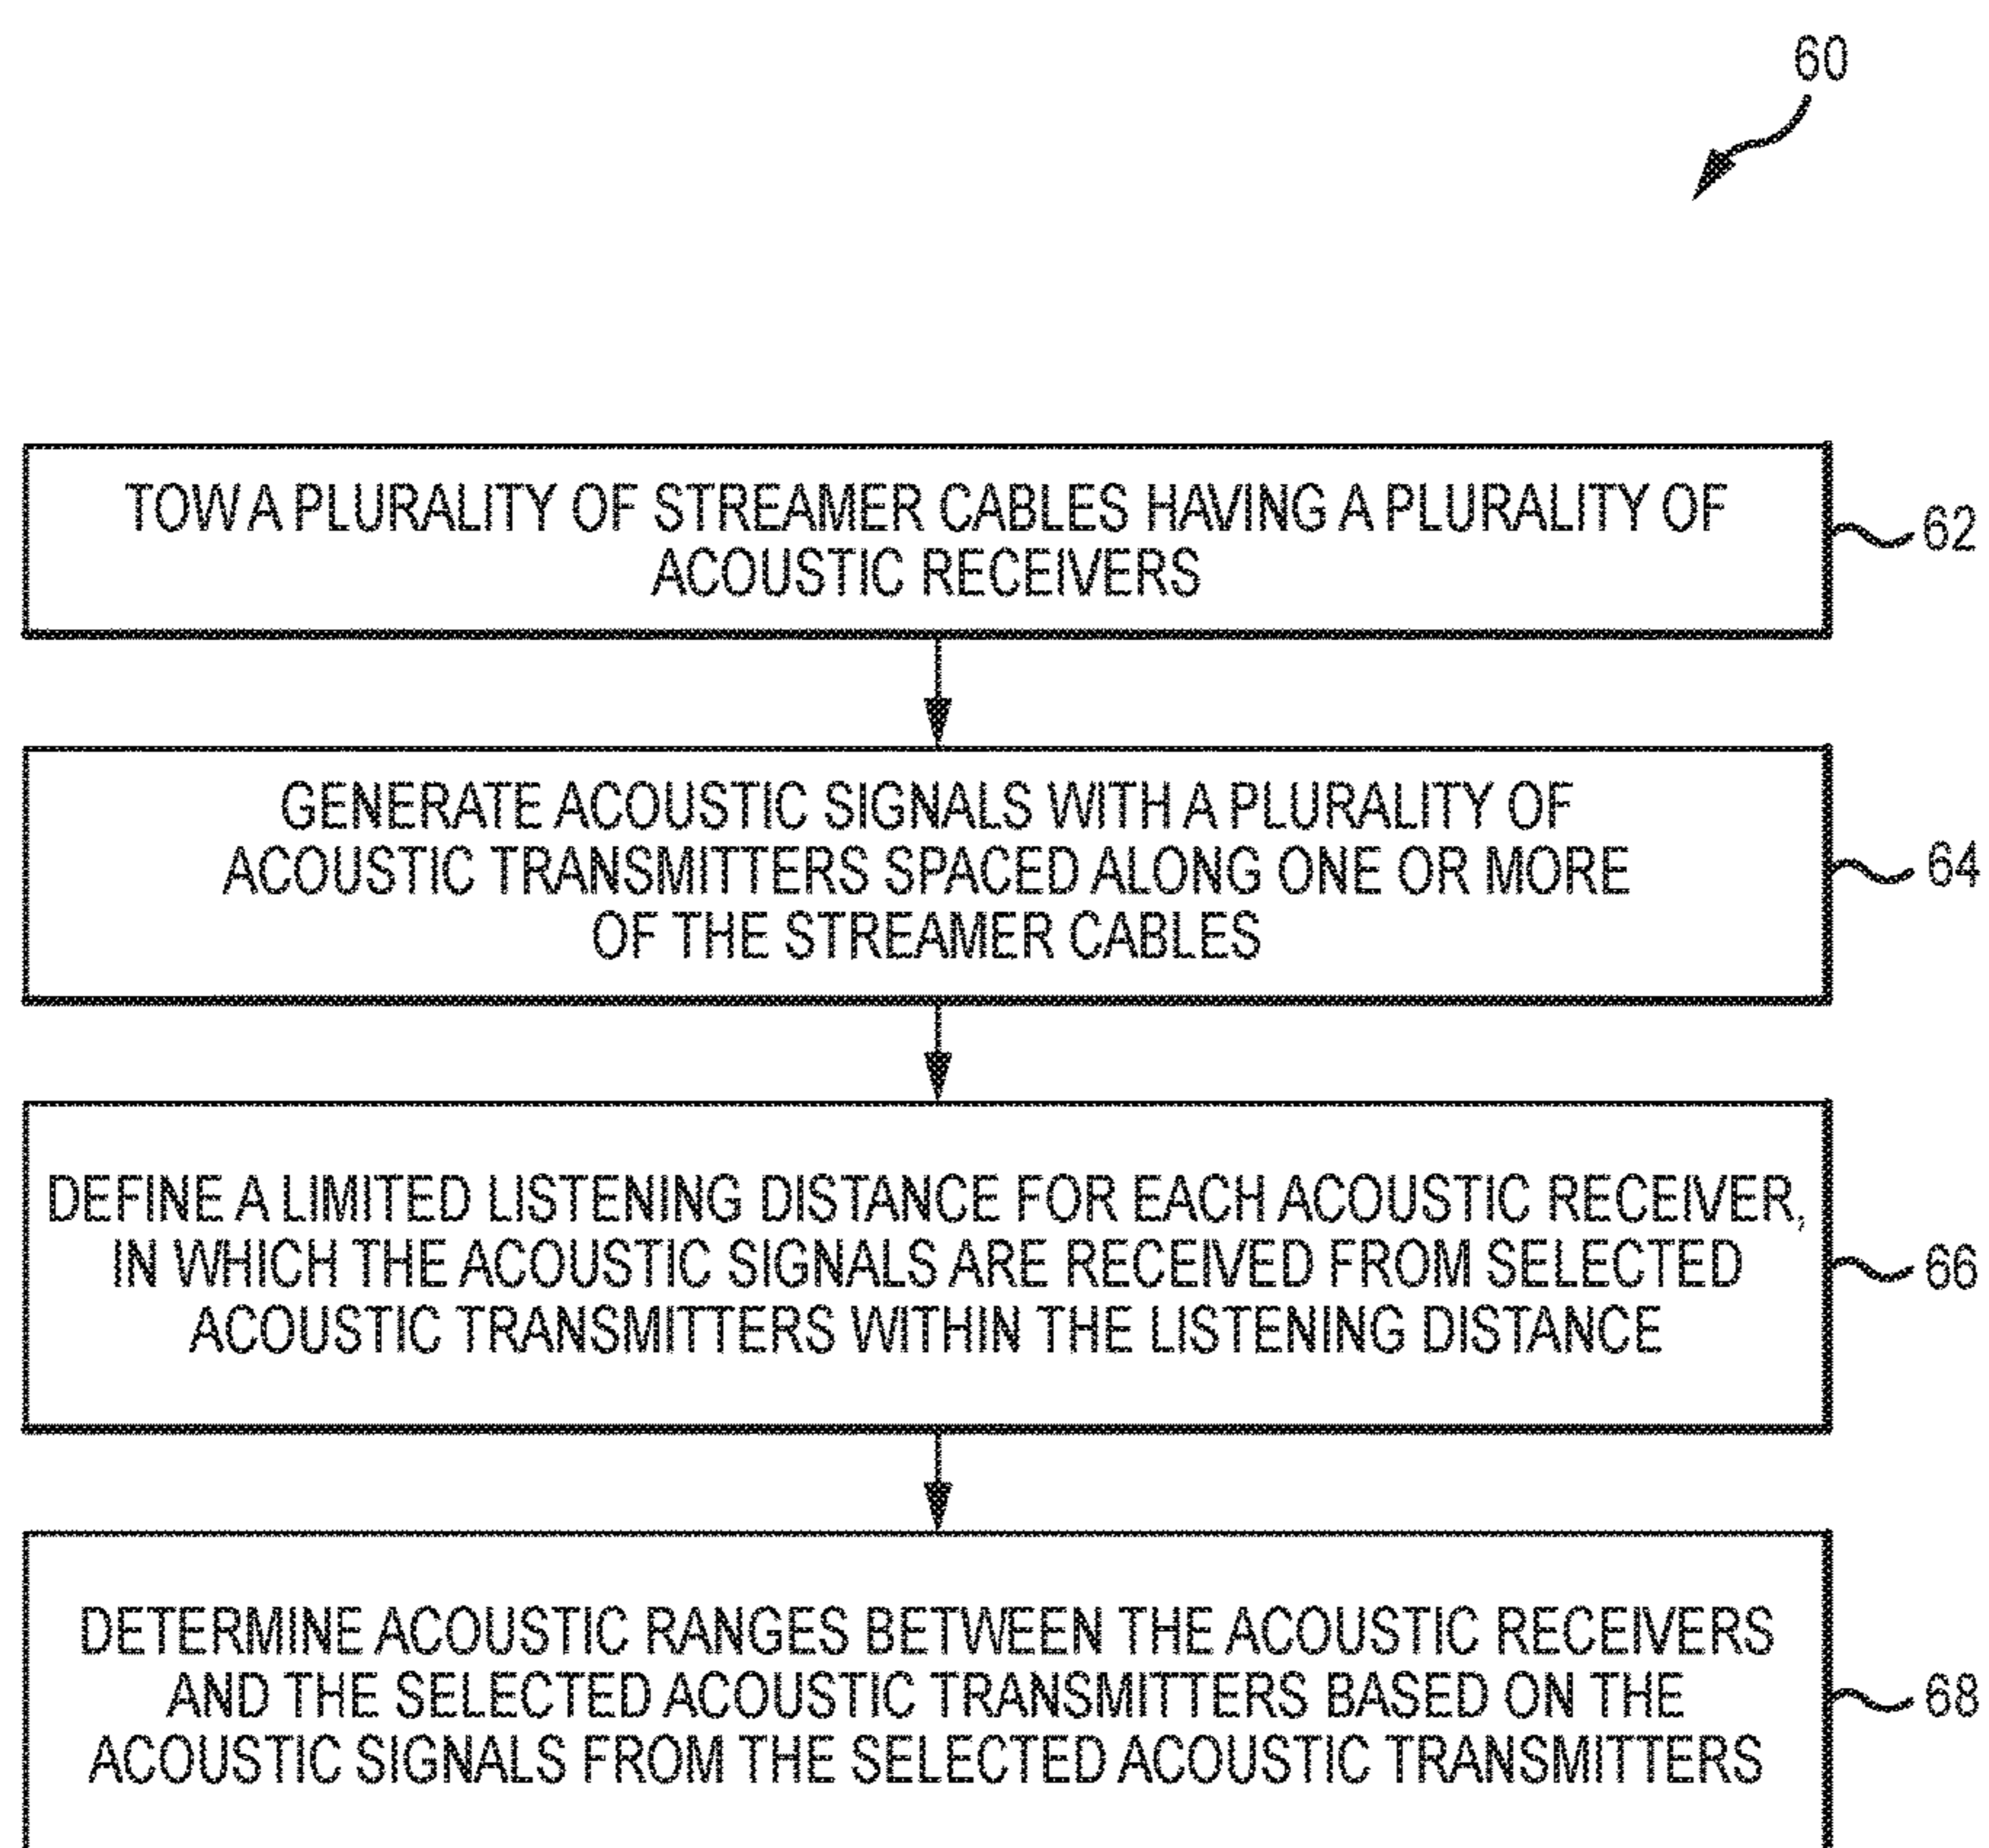 60
TOW A PLURALITY OF STREAMER CABLES HAVING A PLURALITY OF
ACOUSTIC RECEIVERS
62
GENERATE ACOUSTIC SIGNALS WITH A PLURALITY OF
ACOUSTIC TRANSMITTERS SPACED ALONG ONE OR MORE
OF THE STREAMER CABLES
64
DEFINE A LIMITED LISTENING DISTANCE FOR EACH ACOUSTIC RECEIVER,
IN WHICH THE ACOUSTIC SIGNALS ARE RECEIVED FROM SELECTED
ACOUSTIC TRANSMITTERS WITHIN THE LISTENING DISTANCE
66
DETERMINE ACOUSTIC RANGES BETWEEN THE ACOUSTIC RECEIVERS
AND THE SELECTED ACOUSTIC TRANSMITTERS BASED ON THE
ACOUSTIC SIGNALS FROM THE SELECTED ACOUSTIC TRANSMITTERS
68